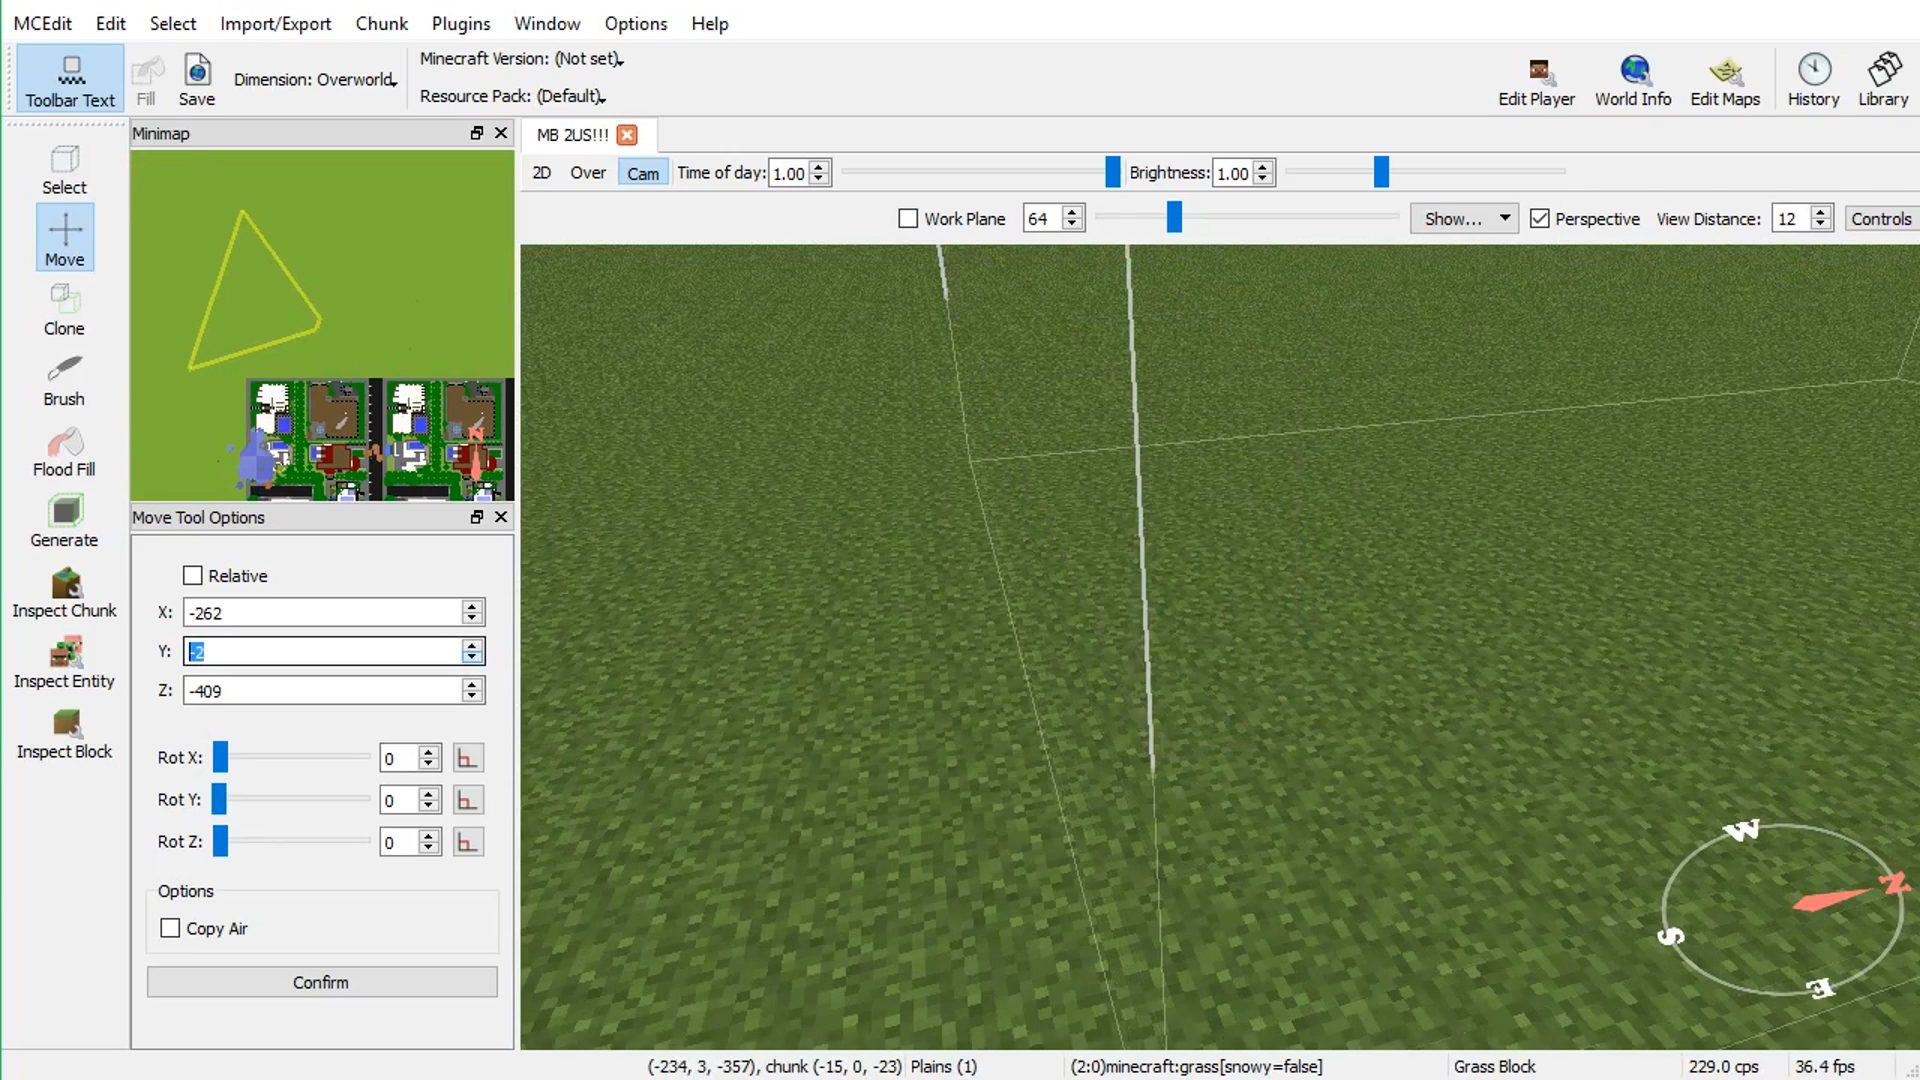 MCEdit Edit Select Import/Export Chunk Plugins Window Options Help
Toolbar Text Fill Save Dimension: Overworld
Minecraft Version: (Not set)
Resource Pack: (Default)
Edit Player World Info Edit Maps History Library
Minimap
MB 2US!!!
2D Over Cam Time of day: 1.00 Brightness: 1.00
Work Plane 64 Show... Perspective View Distance: 12 Controls
Select
Move
Clone
Brush
Flood Fill
Generate
Inspect Chunk
Inspect Entity
Inspect Block
Move Tool Options
Relative
X: -262
Y: -2
Z: -409
Rot X: 0
Rot Y: 0
Rot Z: 0
Options
Copy Air
Confirm
W
N
S
E
(-234, 3, -357), chunk (-15, 0, -23) Plains (1) (2:0)minecraft:grass[snowy=false] Grass Block 229.0 cps 36.4 fps